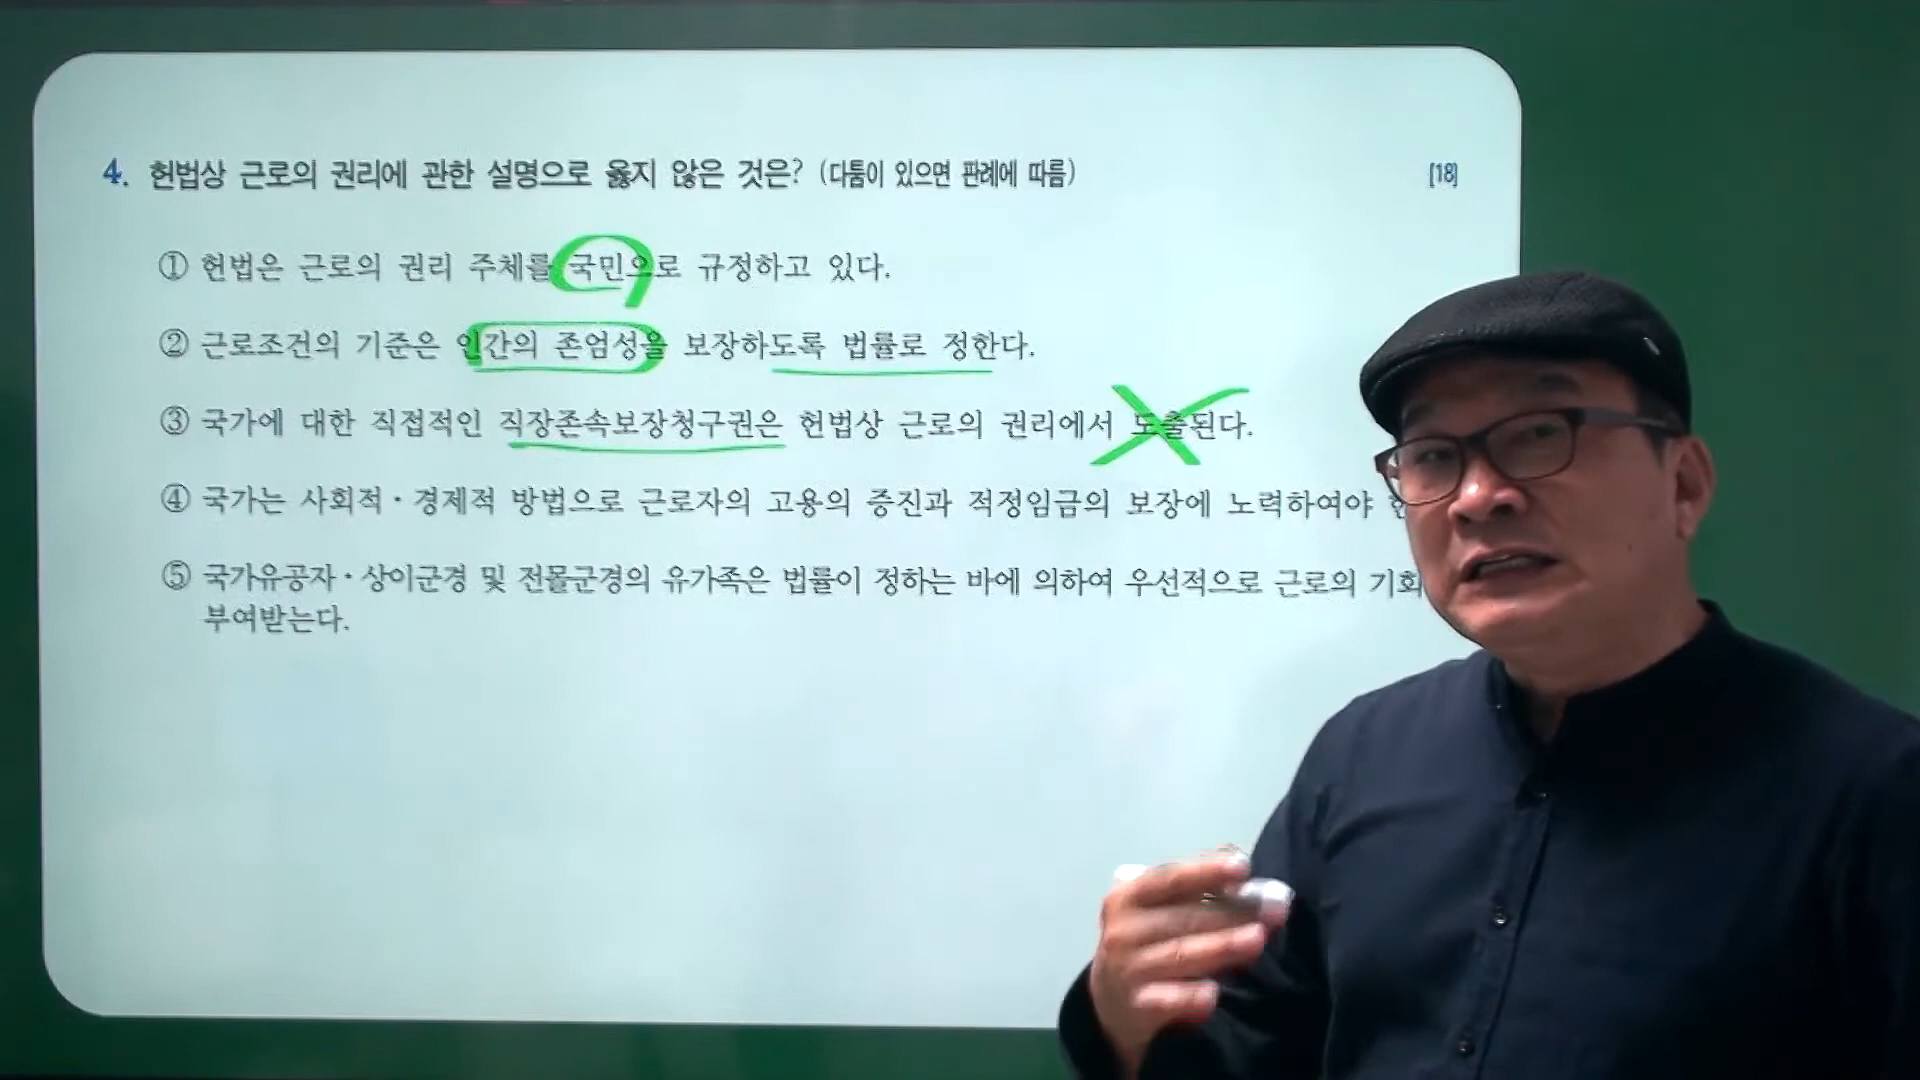 4. 헌법상 근로의 권리에 관한 설명으로 옳지 않은 것은? (다툼이 있으면 판례에 따름) [18]
① 헌법은 근로의 권리 주체를 국민으로 규정하고 있다.
② 근로조건의 기준은 인간의 존엄성을 보장하도록 법률로 정한다.
③ 국가에 대한 직접적인 직장존속보장청구권은 헌법상 근로의 권리에서 도출된다.
④ 국가는 사회적·경제적 방법으로 근로자의 고용의 증진과 적정임금의 보장에 노력하여야
⑤ 국가유공자·상이군경 및 전몰군경의 유가족은 법률이 정하는 바에 의하여 우선적으로 근로의 기회
부여받는다.